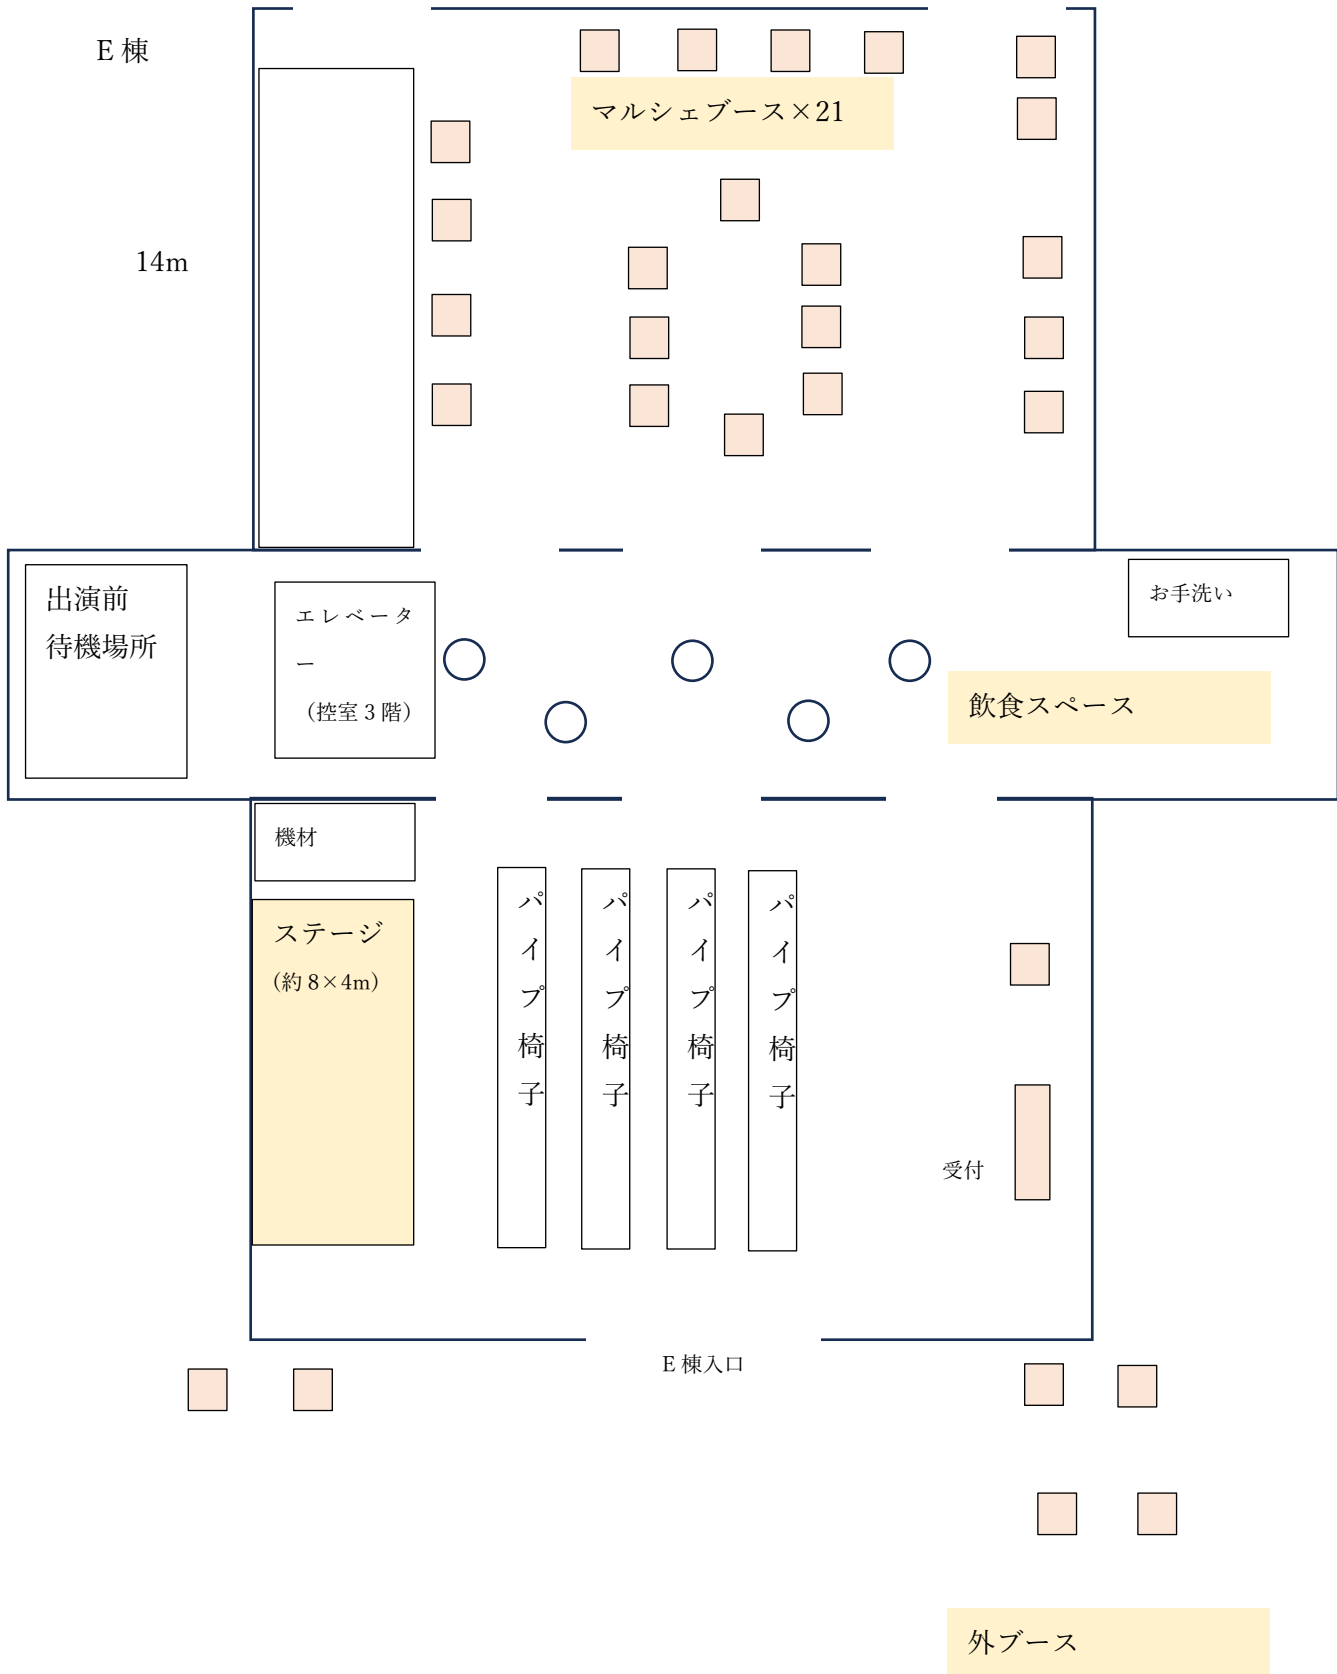 E 棟
マルシェブース×21
14m
出演前
待機場所
エレベータ
ー
（控室 3 階）
お手洗い
飲食スペース
機材
ステージ
（約 8×4m）
パイプ椅子
パイプ椅子
パイプ椅子
パイプ椅子
受付
E 棟入口
外ブース